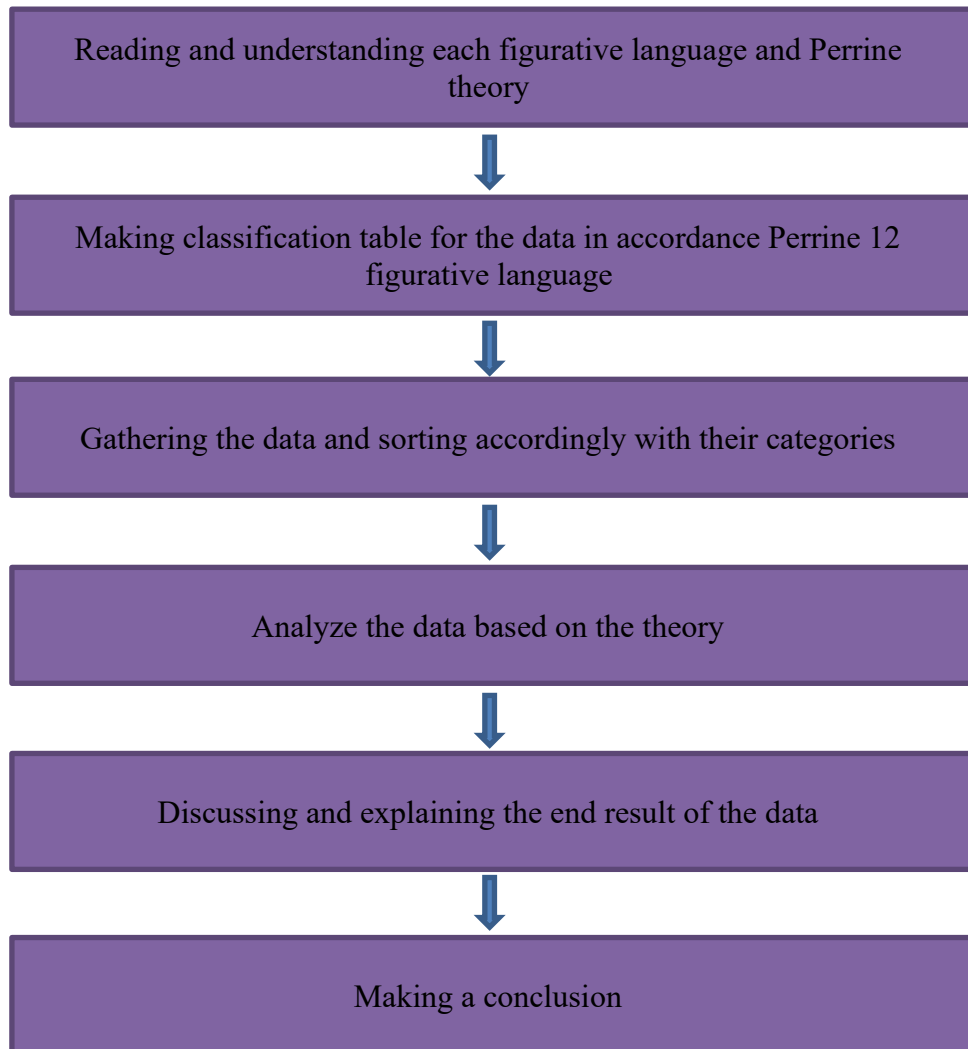 Reading and understanding each figurative language and Perrine
theory
Making classification table for the data in accordance Perrine 12
figurative language
Gathering the data and sorting accordingly with their categories
Analyze the data based on the theory
Discussing and explaining the end result of the data
Making a conclusion